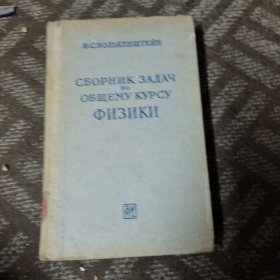 В.С.ВОЛЬКЕНШТЕЙН
СБОРНИК ЗАДАЧ
ПО
ОБЩЕМУ КУРСУ
ФИЗИКИ